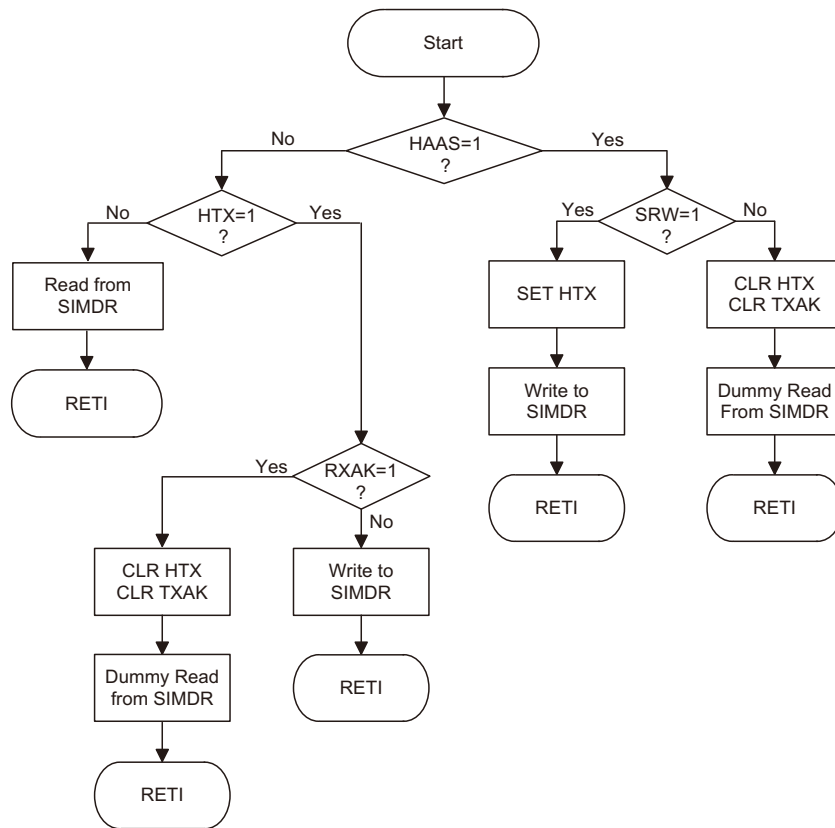 Start
No
HAAS=1
?
Yes
No
HTX=1
?
Yes
Yes
SRW=1
?
No
Read from
SIMDR
SET HTX
CLR HTX
CLR TXAK
RETI
Write to
SIMDR
Dummy Read
From SIMDR
Yes
RXAK=1
?
No
RETI
RETI
CLR HTX
CLR TXAK
Write to
SIMDR
Dummy Read
from SIMDR
RETI
RETI